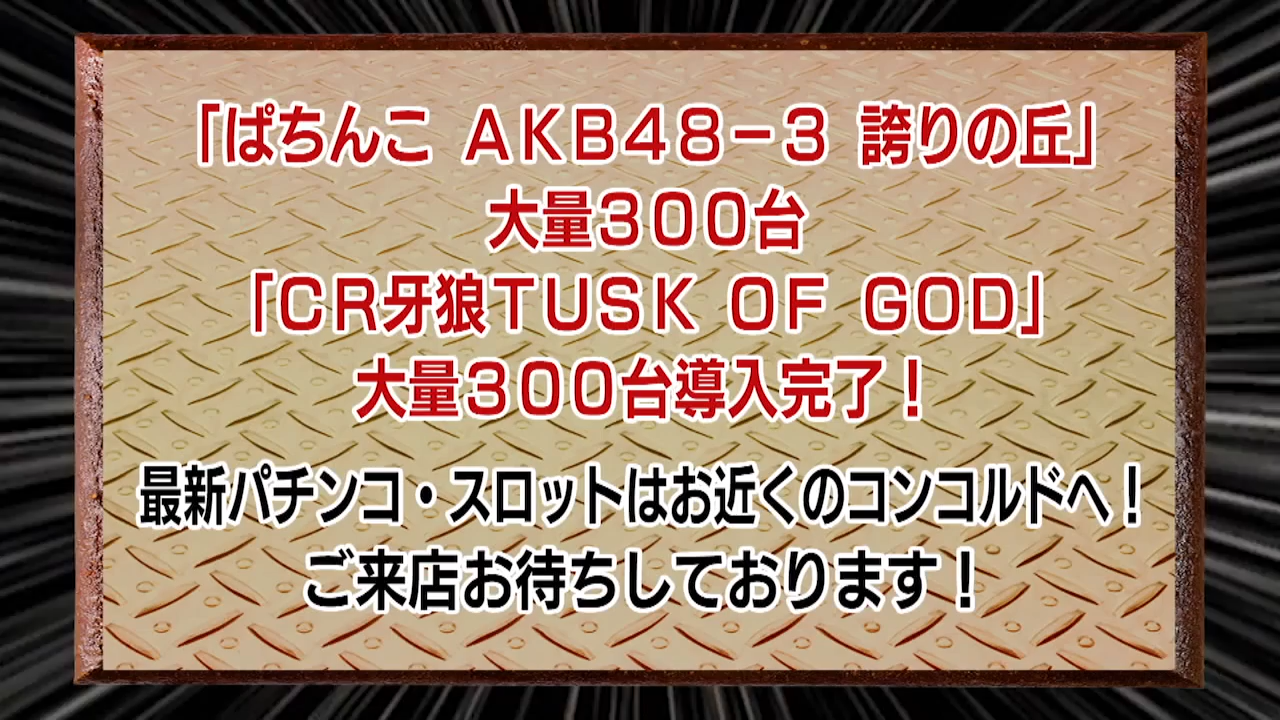 「ぱちんこ ＡＫＢ４８－３ 誇りの丘」
大量３００台
「ＣＲ牙狼ＴＵＳＫ ＯＦ ＧＯＤ」
大量３００台導入完了！
最新パチンコ・スロットはお近くのコンコルドへ！
ご来店お待ちしております！